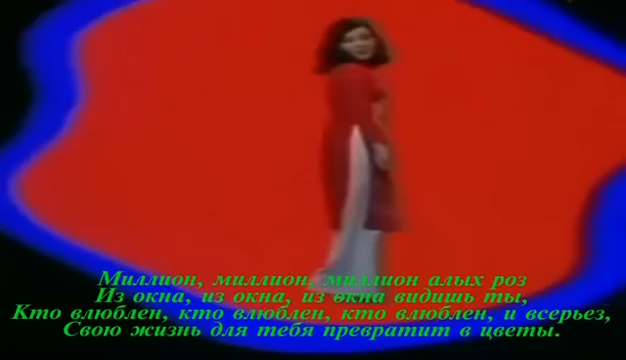 Миллион, миллион, миллион алых роз
Из окна, из окна, из окна видишь ты,
Кто влюблен, кто влюблен, кто влюблен, и всерьез,
Свою жизнь для тебя превратит в цветы.